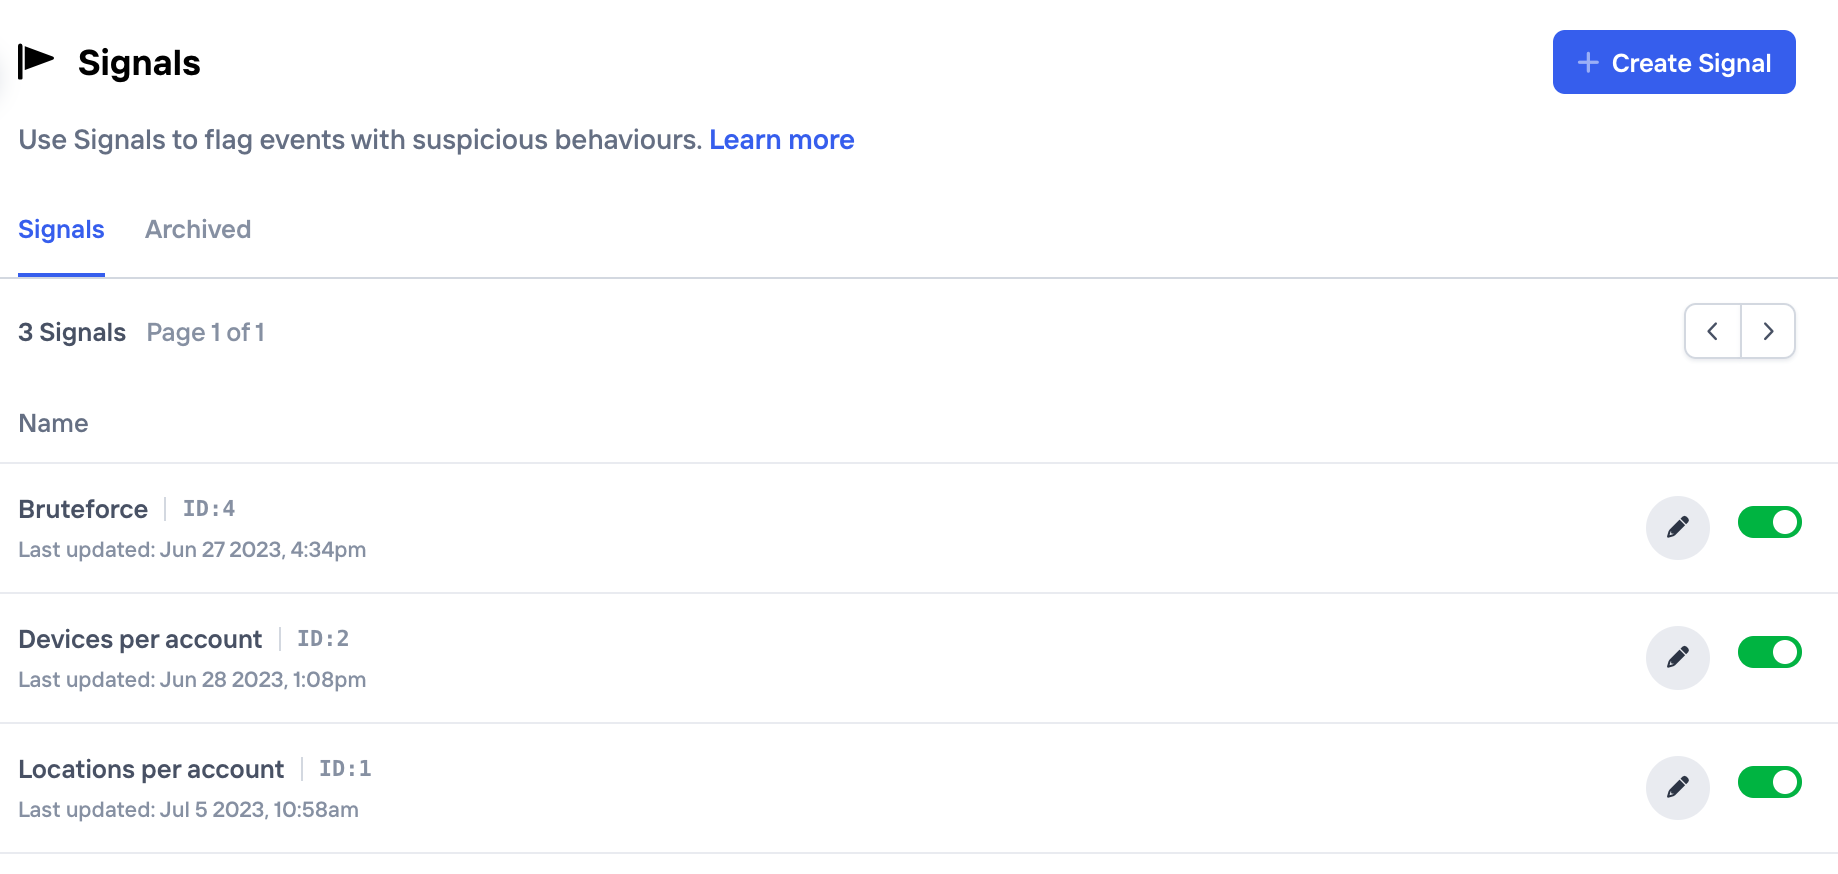 Signals
Create Signal
Use Signals to flag events with suspicious behaviours. Learn more
Signals
Archived
3 Signals
Page 1 of 1
Name
Bruteforce
ID:4
Last updated: Jun 27 2023, 4:34pm
Devices per account
ID:2
Last updated: Jun 28 2023, 1:08pm
Locations per account
ID:1
Last updated: Jul 5 2023, 10:58am